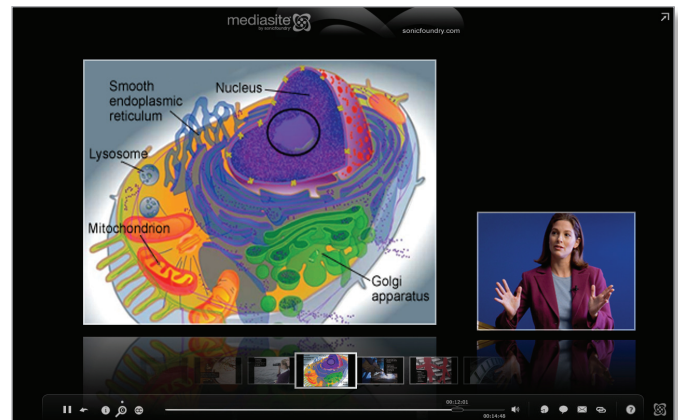 mediasite
by sonicfoundry
sonicfoundry.com
Smooth
endoplasmic
reticulum
Nucleus
Lysosome
Mitochondrion
Golgi
apparatus
00:12:01
00:14:48
CC